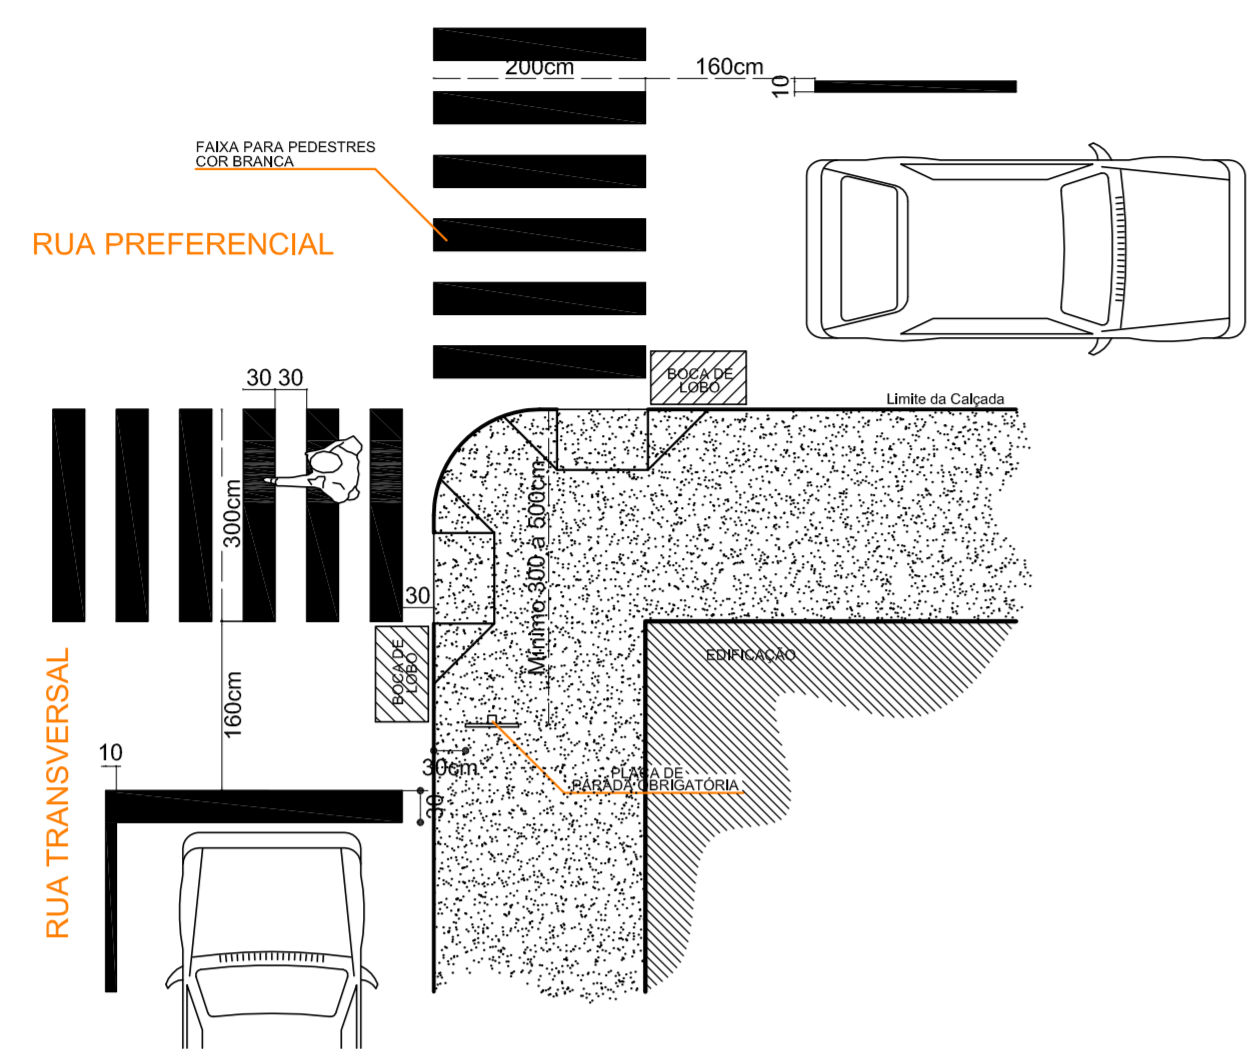 200cm
160cm
10
FAIXA PARA PEDESTRES
COR BRANCA
RUA PREFERENCIAL
BOCA DE
LOBO
30 30
Limite da Calçada
300cm
Mínimo 300 a 500cm
30
BOCA DE
LOBO
EDIFICAÇÃO
RUA TRANSVERSAL
160cm
10
30cm
30
PLACA DE
PARADA OBRIGATÓRIA